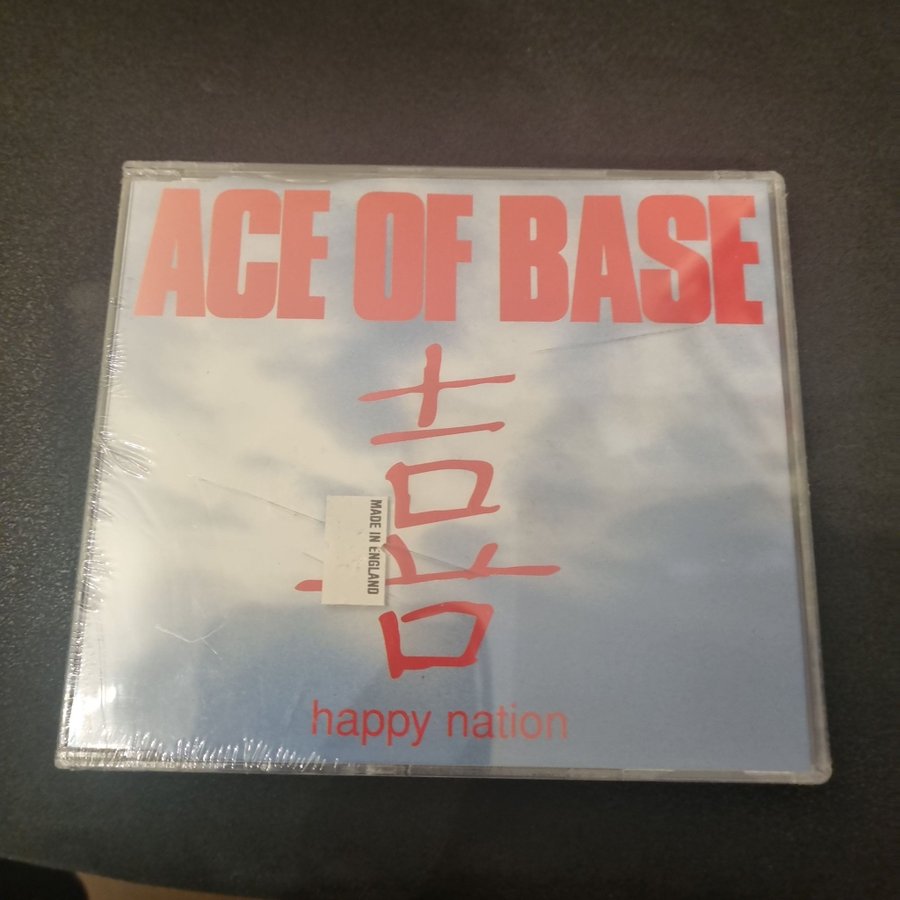 ACE OF BASE
喜
MADE IN ENGLAND
happy nation